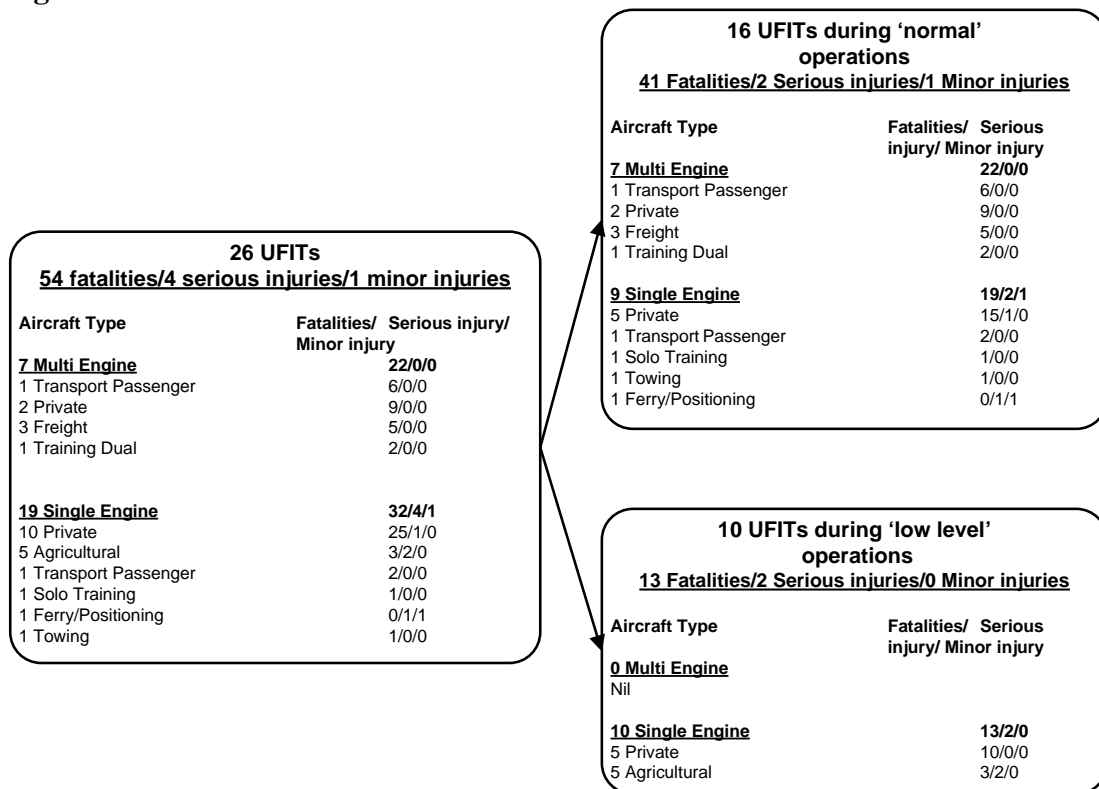 16 UFITs during ‘normal’
operations
41 Fatalities/2 Serious injuries/1 Minor injuries
Aircraft Type Fatalities/ Serious
injury/ Minor injury
7 Multi Engine 22/0/0
1 Transport Passenger 6/0/0
2 Private 9/0/0
3 Freight 5/0/0
1 Training Dual 2/0/0
9 Single Engine 19/2/1
5 Private 15/1/0
1 Transport Passenger 2/0/0
1 Solo Training 1/0/0
1 Towing 1/0/0
1 Ferry/Positioning 0/1/1
26 UFITs
54 fatalities/4 serious injuries/1 minor injuries
Aircraft Type Fatalities/ Serious injury/
Minor injury
7 Multi Engine 22/0/0
1 Transport Passenger 6/0/0
2 Private 9/0/0
3 Freight 5/0/0
1 Training Dual 2/0/0
19 Single Engine 32/4/1
10 Private 25/1/0
5 Agricultural 3/2/0
1 Transport Passenger 2/0/0
1 Solo Training 1/0/0
1 Ferry/Positioning 0/1/1
1 Towing 1/0/0
10 UFITs during ‘low level’
operations
13 Fatalities/2 Serious injuries/0 Minor injuries
Aircraft Type Fatalities/ Serious
injury/ Minor injury
0 Multi Engine
Nil
10 Single Engine 13/2/0
5 Private 10/0/0
5 Agricultural 3/2/0